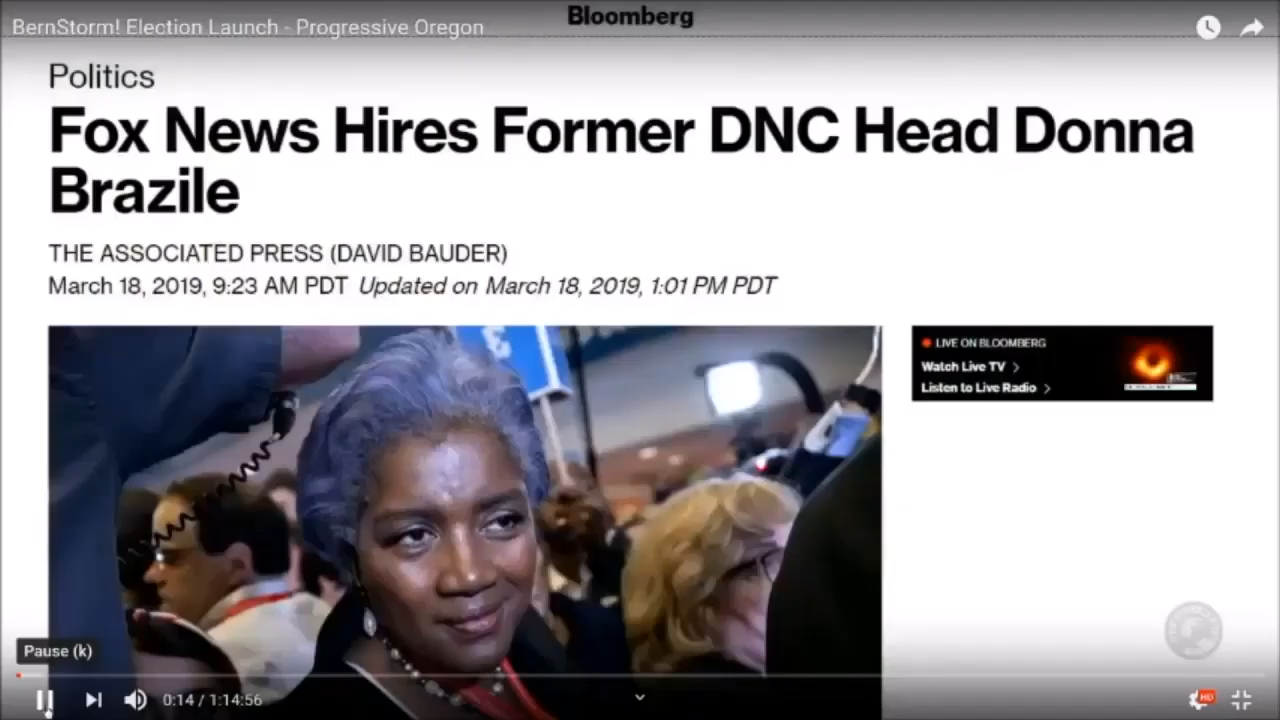 Bloomberg
BernStorm! Election Launch - Progressive Oregon
Politics
Fox News Hires Former DNC Head Donna
Brazile
THE ASSOCIATED PRESS (DAVID BAUDER)
March 18, 2019, 9:23 AM PDT Updated on March 18, 2019, 1:01 PM PDT
LIVE ON BLOOMBERG
Watch Live TV >
Listen to Live Radio >
Pause (k)
0:14 / 1:14:56
HD